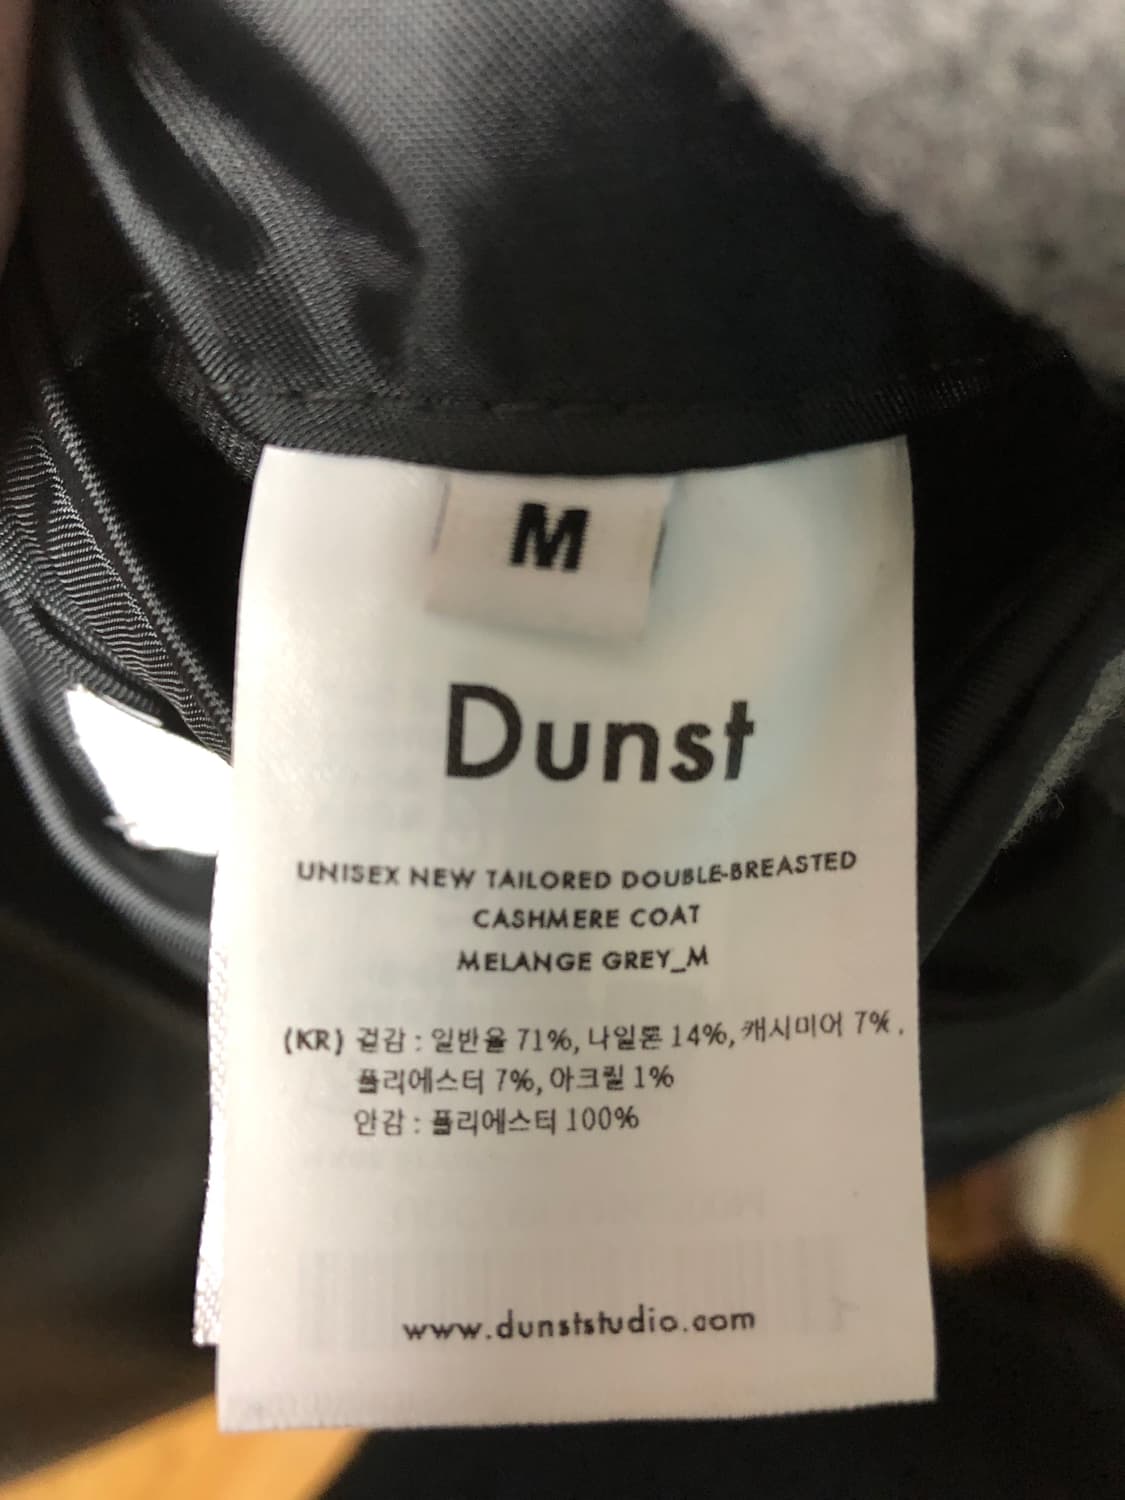 M
Dunst
UNISEX NEW TAILORED DOUBLE-BREASTED
CASHMERE COAT
MELANGE GREY_M
(KR) 겉감 : 일반울 71%, 나일론 14%, 캐시미어 7%,
폴리에스터 7%, 아크릴 1%
안감 : 폴리에스터 100%
www.dunststudio.com